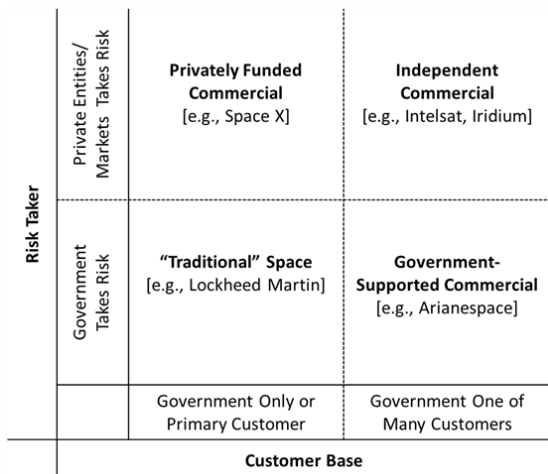 Risk Taker
Private Entities/
Markets Takes Risk
Privately Funded
Commercial
[e.g., Space X]
Independent
Commercial
[e.g., Intelsat, Iridium]
Government
Takes Risk
“Traditional” Space
[e.g., Lockheed Martin]
Government-
Supported Commercial
[e.g., Arianespace]
Government Only or
Primary Customer
Government One of
Many Customers
Customer Base